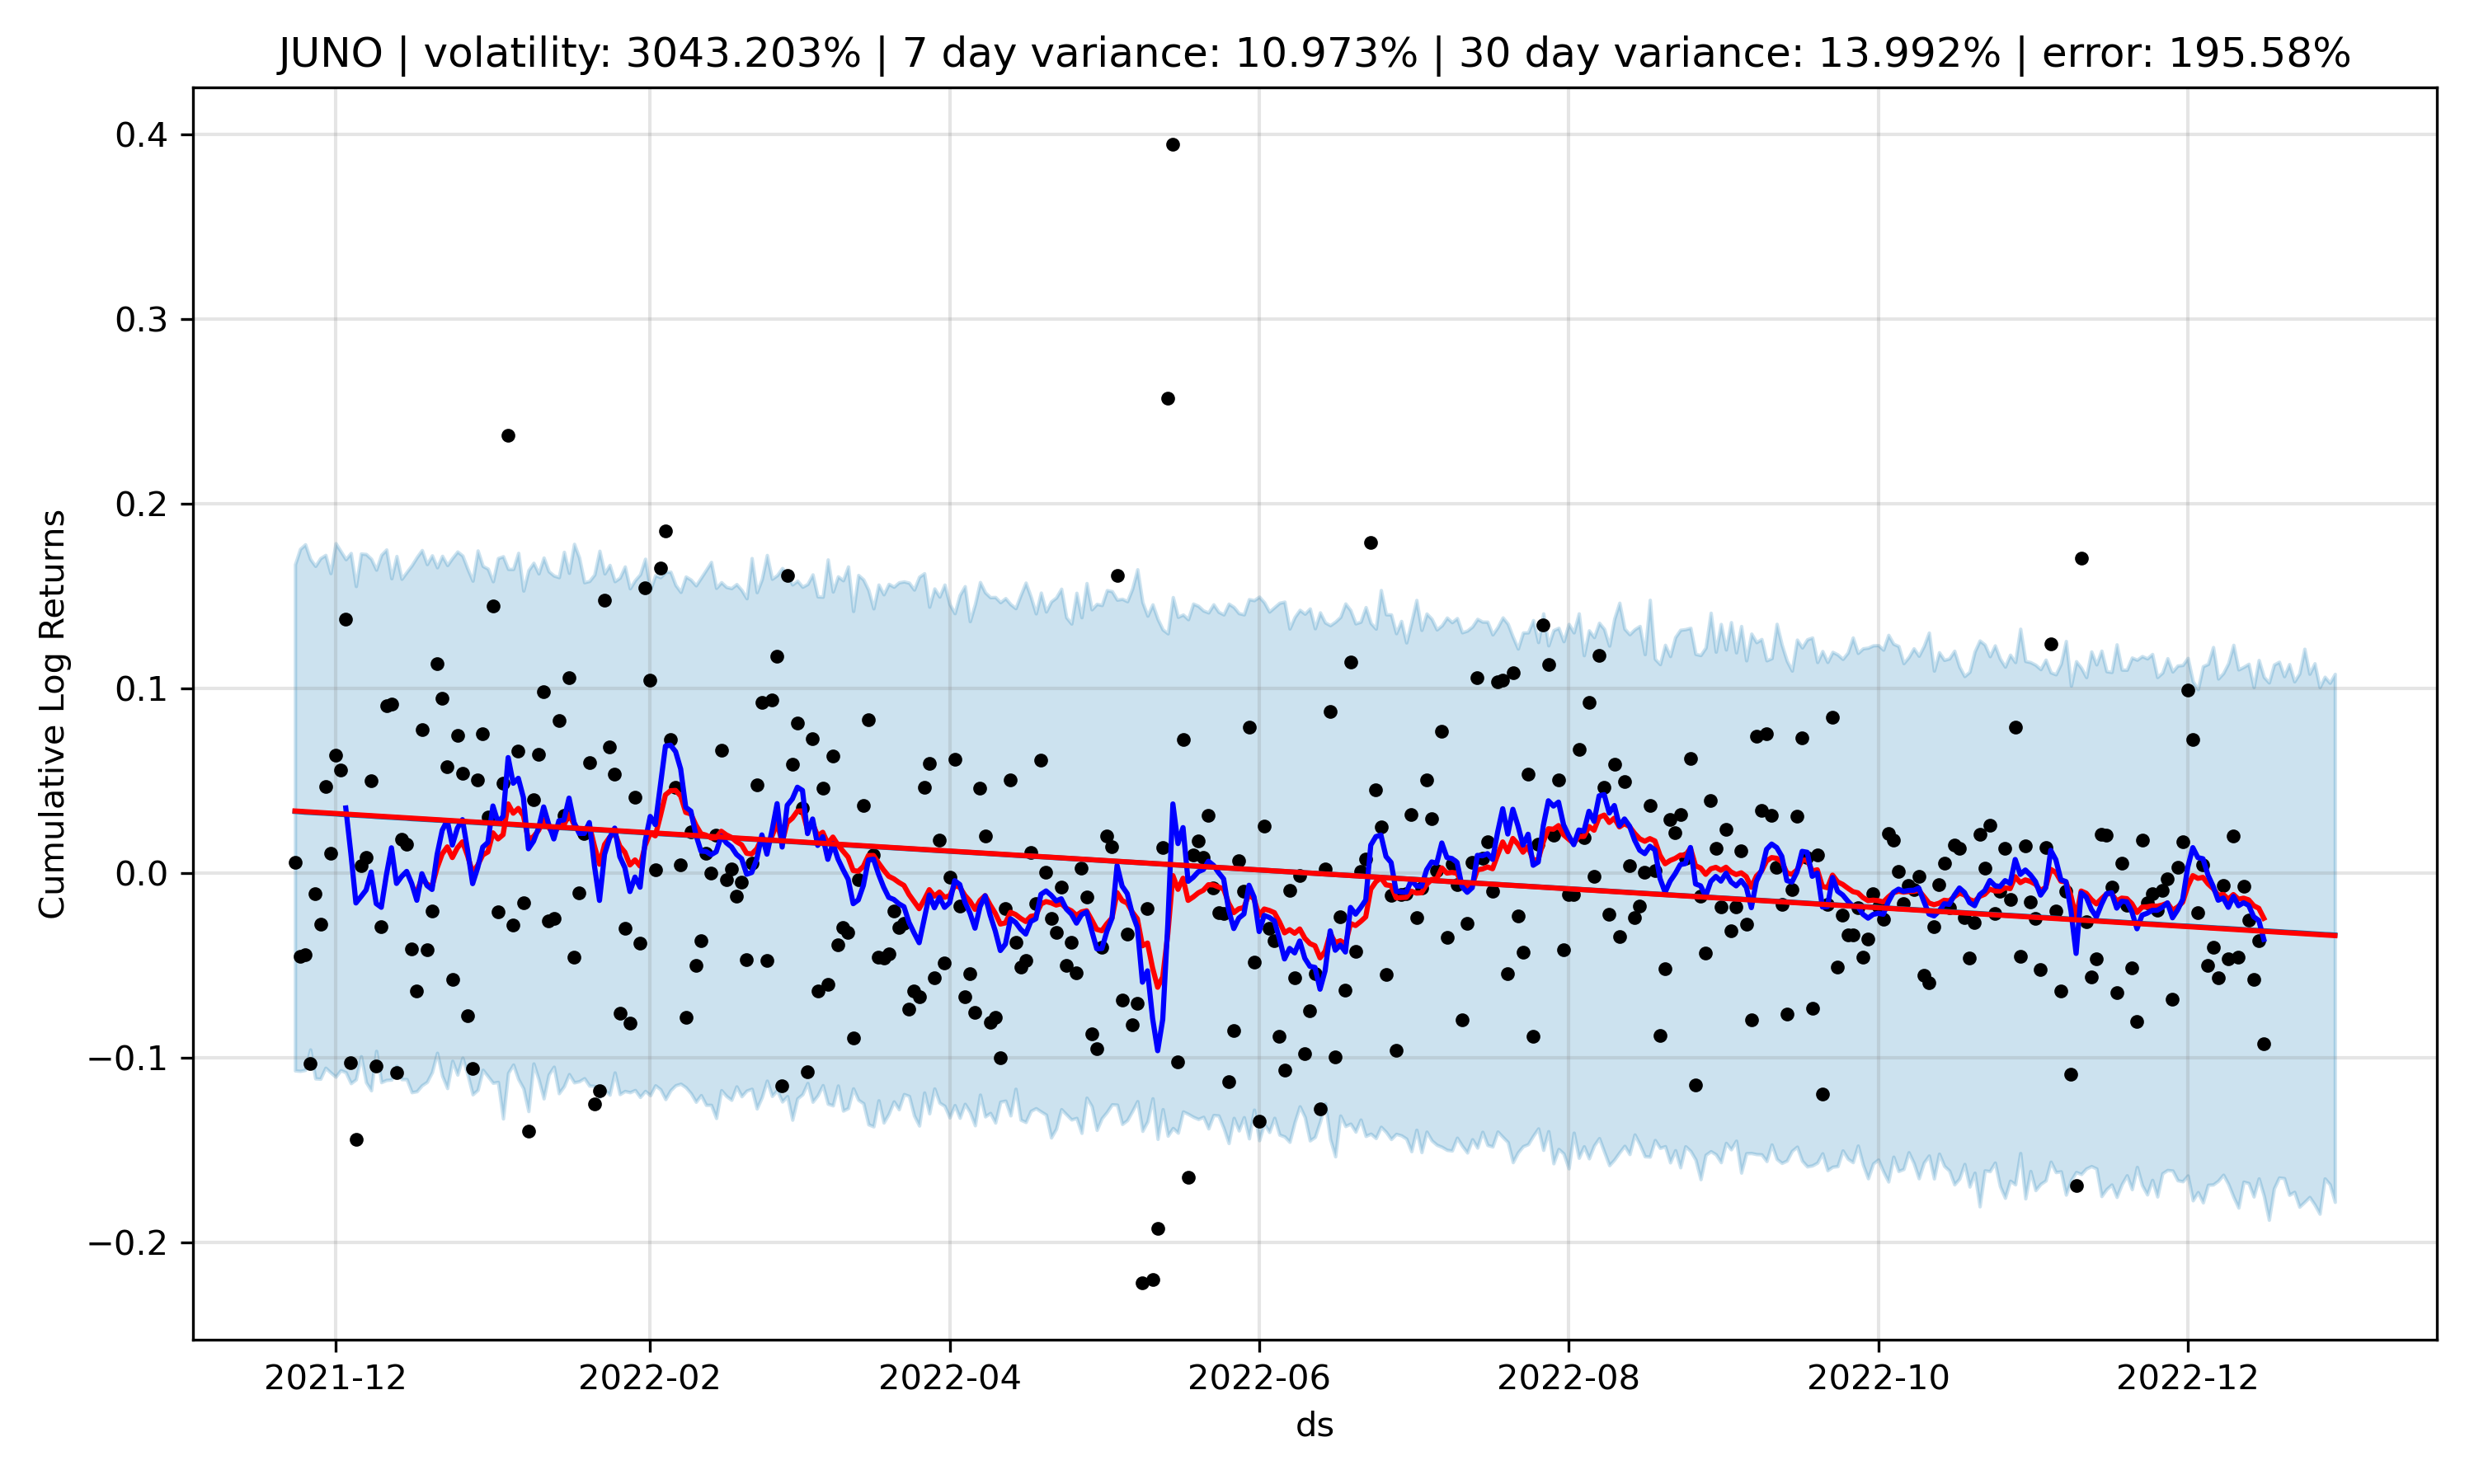 JUNO | volatility: 3043.203% | 7 day variance: 10.973% | 30 day variance: 13.992% | error: 195.58%
Cumulative Log Returns
0.4
0.3
0.2
0.1
0.0
−0.1
−0.2
2021-12 2022-02 2022-04 2022-06 2022-08 2022-10 2022-12
ds